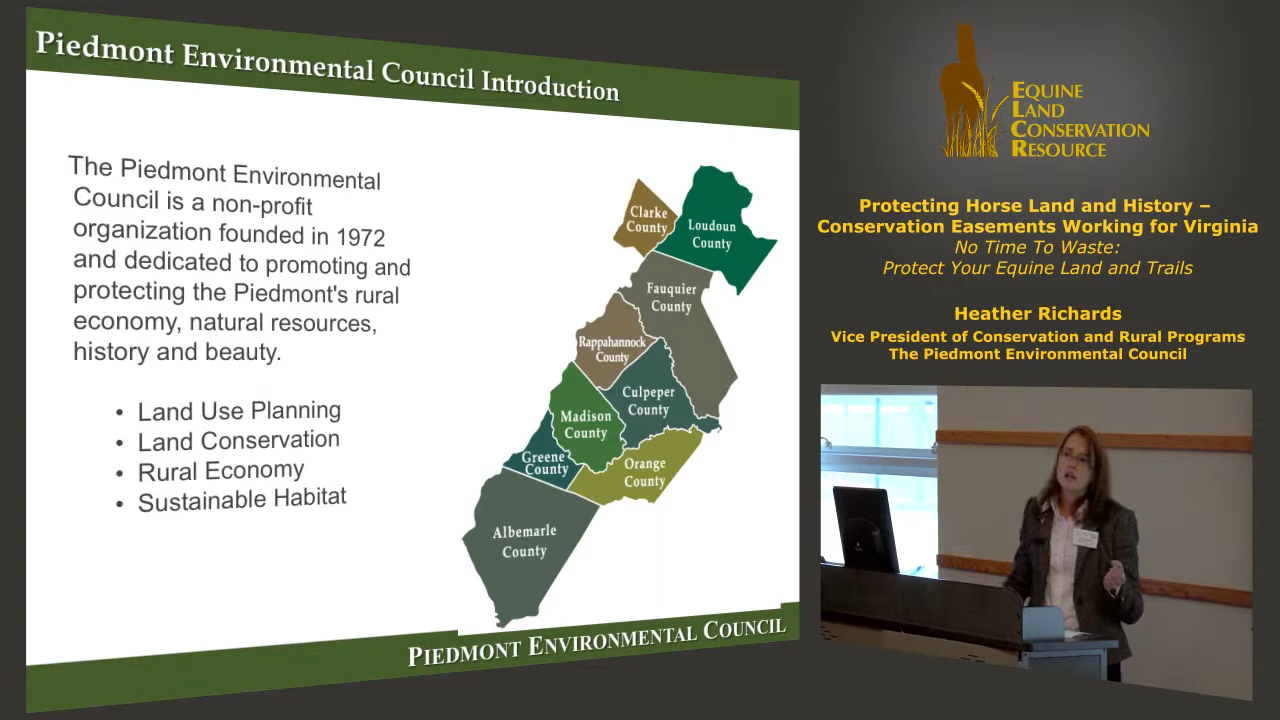 Piedmont Environmental Council Introduction
The Piedmont Environmental
Council is a non-profit
organization founded in 1972
and dedicated to promoting and
protecting the Piedmont's rural
economy, natural resources,
history and beauty.
• Land Use Planning
• Land Conservation
• Rural Economy
• Sustainable Habitat
Clarke
County
Loudoun
County
Fauquier
County
Rappahannock
County
Culpeper
County
Madison
County
Greene
County
Orange
County
Albemarle
County
PIEDMONT ENVIRONMENTAL COUNCIL
EQUINE
LAND
CONSERVATION
RESOURCE
Protecting Horse Land and History –
Conservation Easements Working for Virginia
No Time To Waste:
Protect Your Equine Land and Trails
Heather Richards
Vice President of Conservation and Rural Programs
The Piedmont Environmental Council